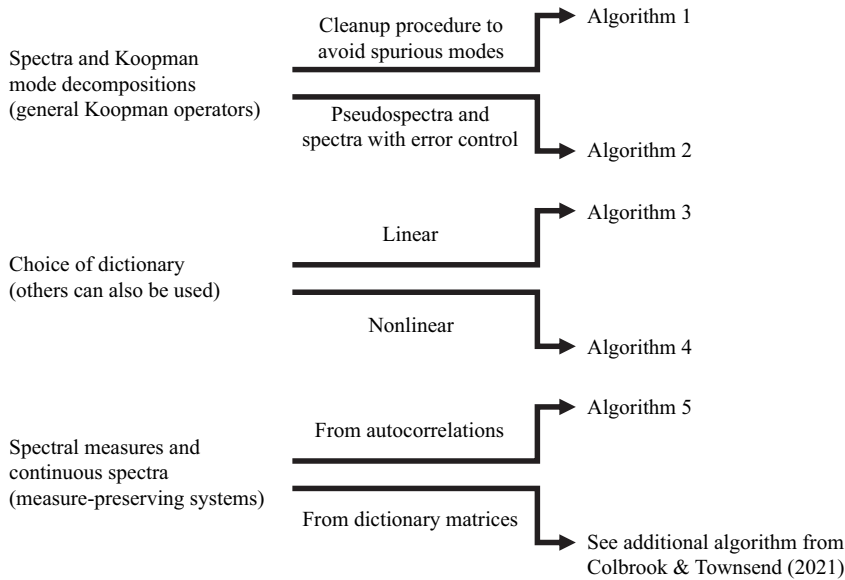 Spectra and Koopman
mode decompositions
(general Koopman operators)
Cleanup procedure to
avoid spurious modes
Algorithm 1
Pseudospectra and
spectra with error control
Algorithm 2
Choice of dictionary
(others can also be used)
Linear
Algorithm 3
Nonlinear
Algorithm 4
Spectral measures and
continuous spectra
(measure-preserving systems)
From autocorrelations
Algorithm 5
From dictionary matrices
See additional algorithm from
Colbrook & Townsend (2021)